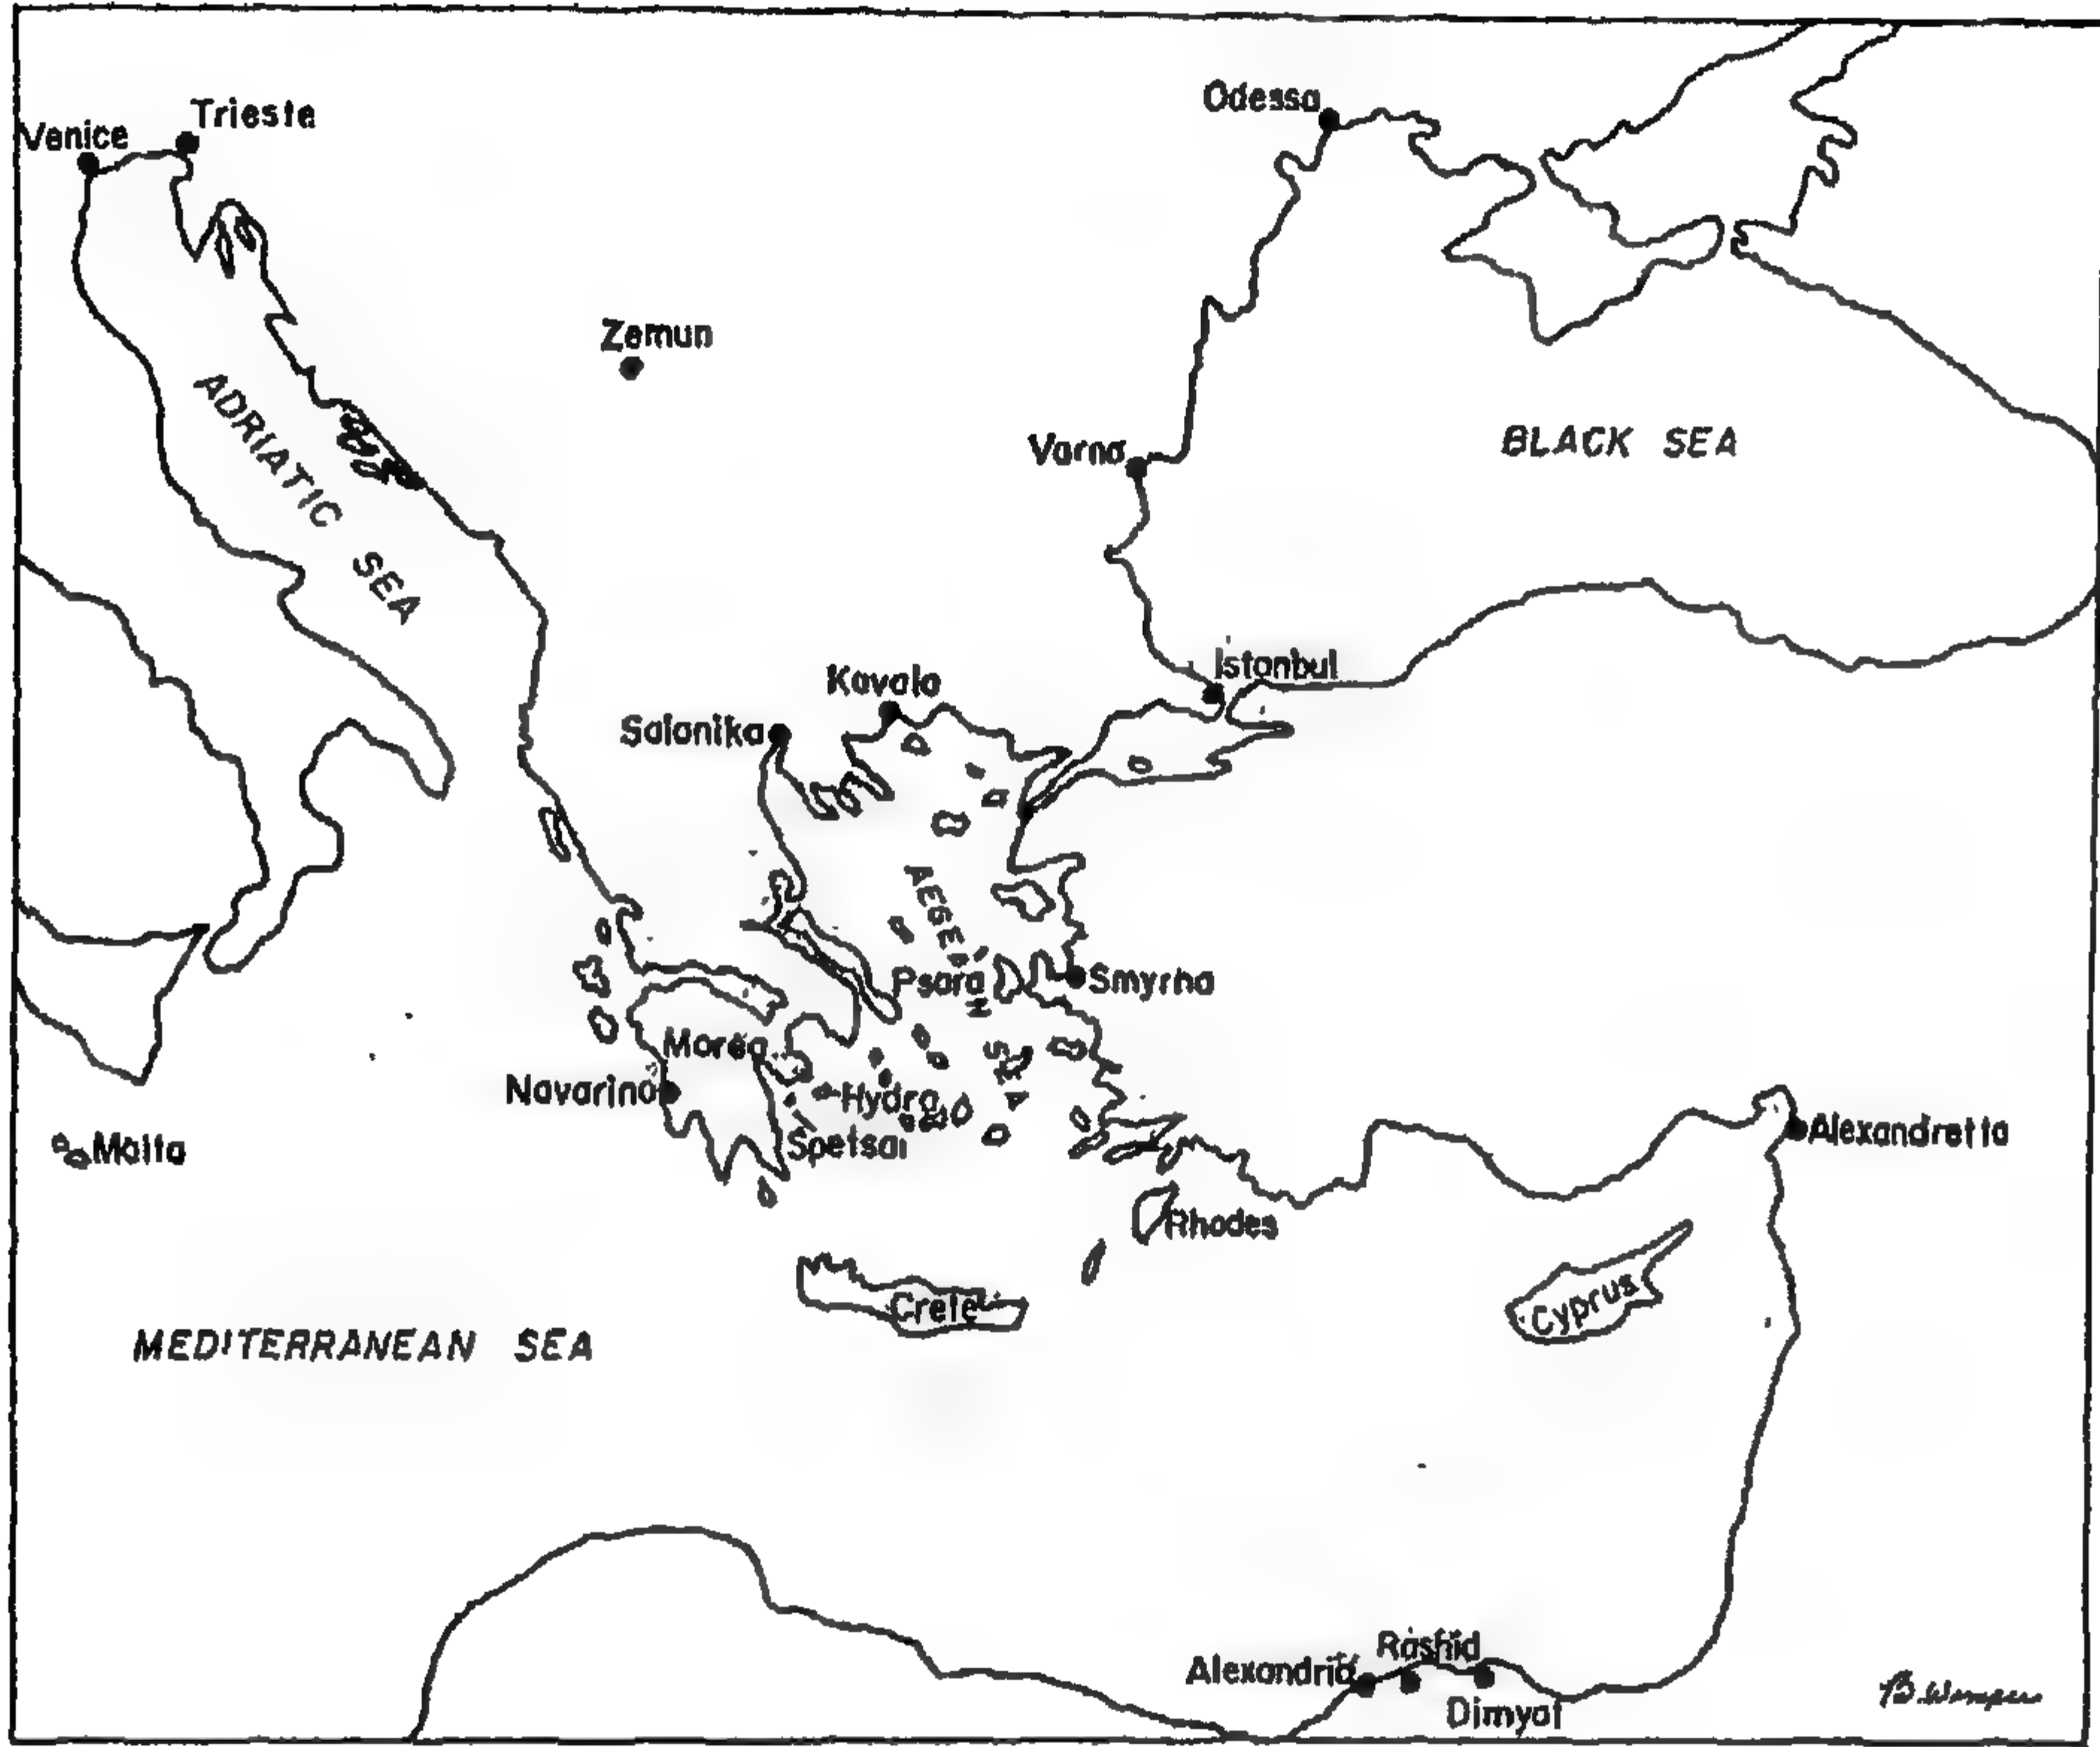 Odessa
Trieste
Venice
Zemun
ADRIATIC SEA
BLACK SEA
Varna
Istanbul
Kavala
Salonika
AEGEAN SEA
Psara
Smyrna
Morea
Navarino
Hydra
Spetsai
Malta
Alexandretta
Rhodes
Crete
Cyprus
MEDITERRANEAN SEA
Rashid
Alexandria
Dimyat